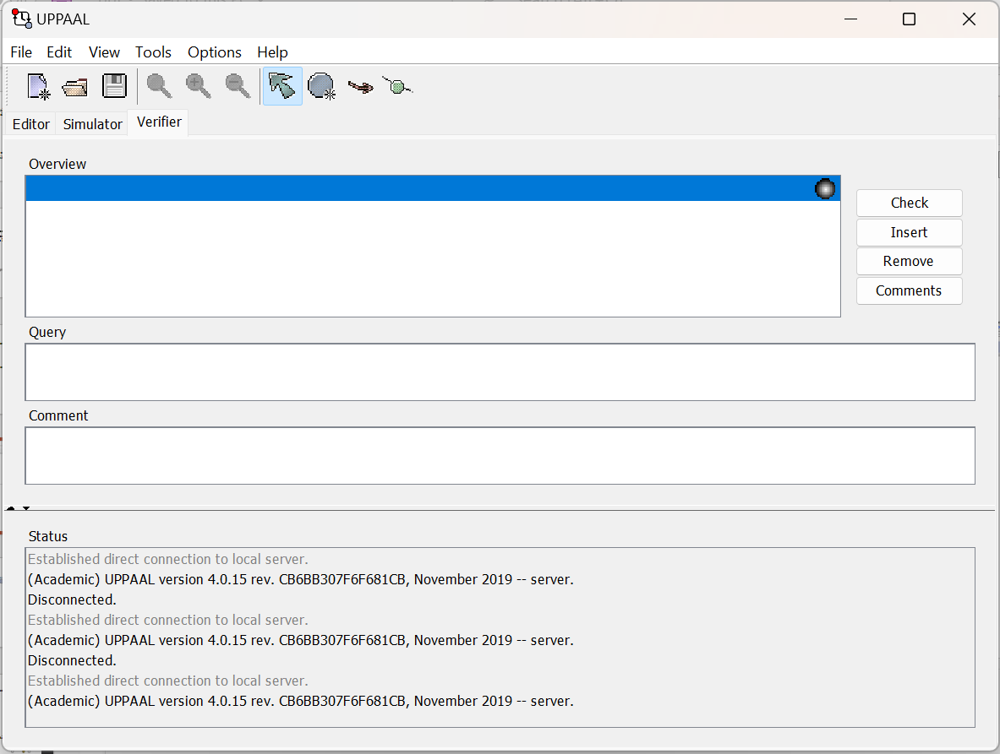 UPPAAL
File Edit View Tools Options Help
Editor Simulator Verifier
Overview
Check
Insert
Remove
Comments
Query
Comment
Status
Established direct connection to local server.
(Academic) UPPAAL version 4.0.15 rev. CB6BB307F6F681CB, November 2019 -- server.
Disconnected.
Established direct connection to local server.
(Academic) UPPAAL version 4.0.15 rev. CB6BB307F6F681CB, November 2019 -- server.
Disconnected.
Established direct connection to local server.
(Academic) UPPAAL version 4.0.15 rev. CB6BB307F6F681CB, November 2019 -- server.